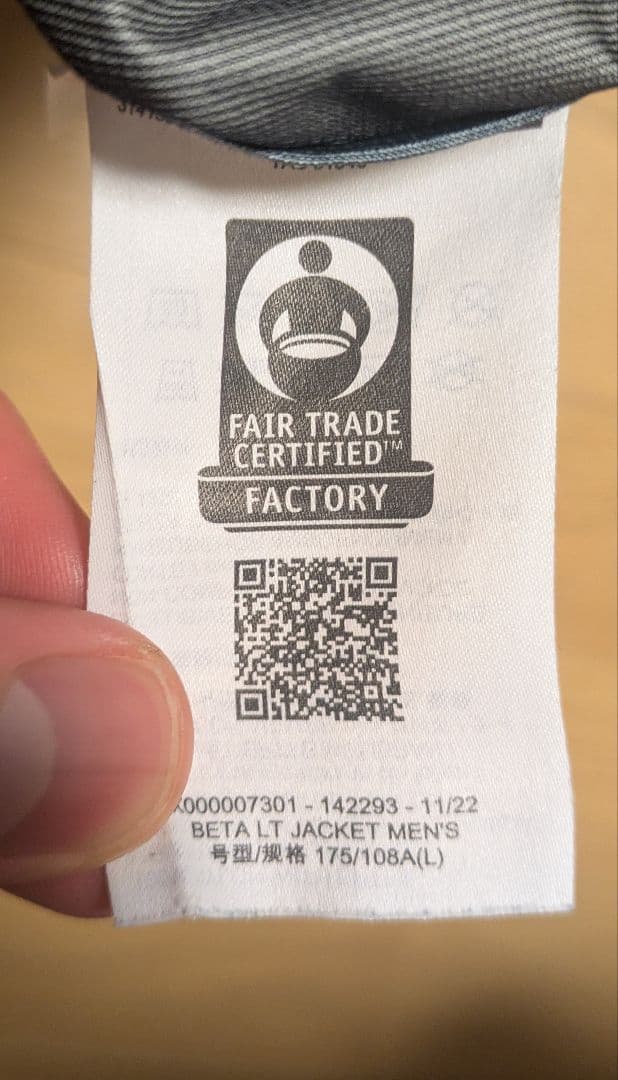 FAIR TRADE
CERTIFIED™
FACTORY
X000007301 - 142293 - 11/22
BETA LT JACKET MEN'S
号型/规格 175/108A(L)